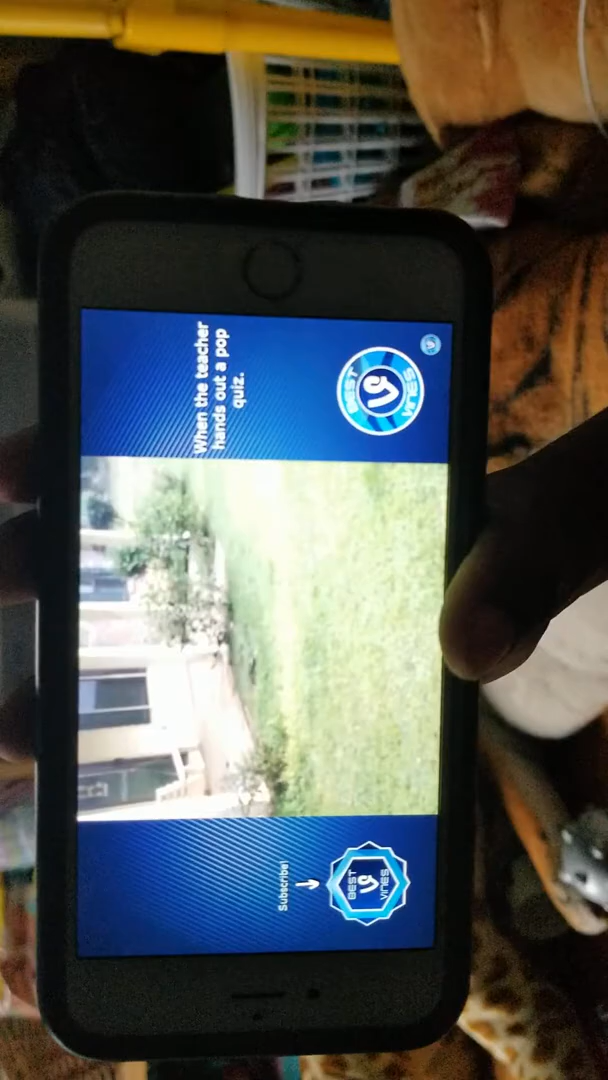 When the teacher
hands out a pop
quiz.
BEST
VINES
Subscribe!
BEST
VINES